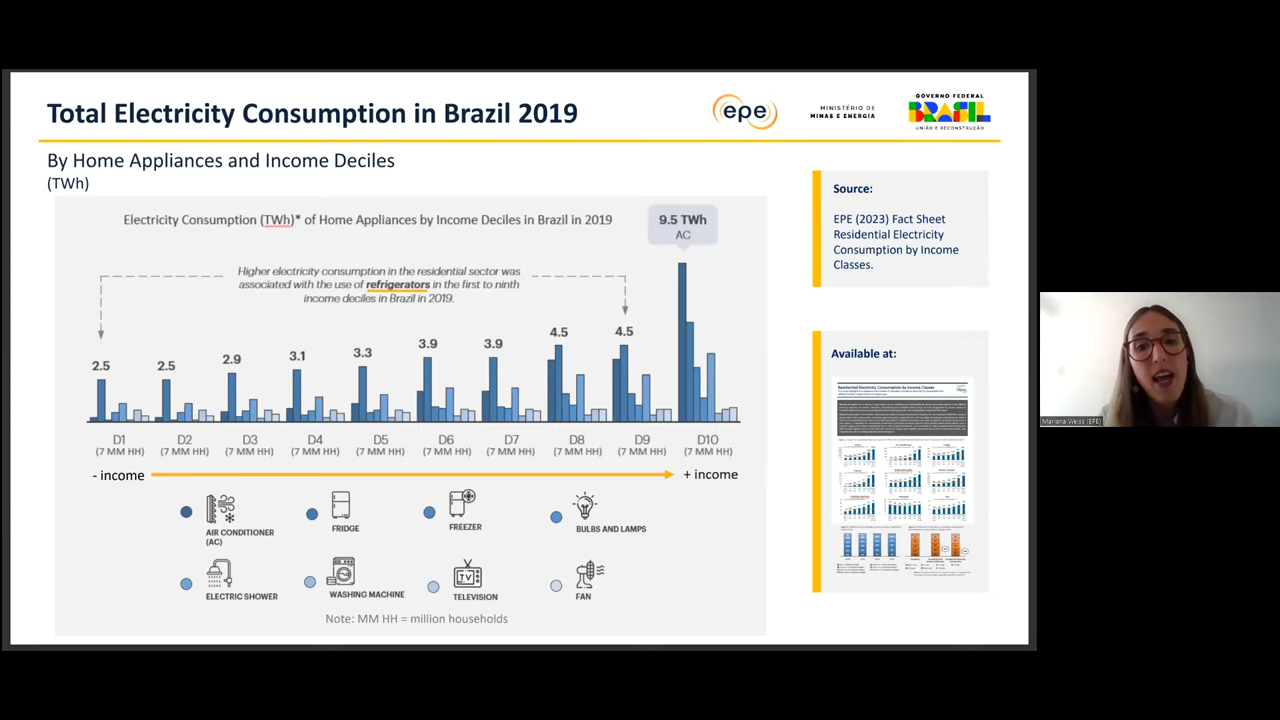 Total Electricity Consumption in Brazil 2019
epe
MINISTÉRIO DE
MINAS E ENERGIA
GOVERNO FEDERAL
BRASIL
UNIÃO E RECONSTRUÇÃO
By Home Appliances and Income Deciles
(TWh)
Electricity Consumption (TWh)* of Home Appliances by Income Deciles in Brazil in 2019
9.5 TWh
AC
Higher electricity consumption in the residential sector was
associated with the use of refrigerators in the first to ninth
income deciles in Brazil in 2019.
2.5
2.5
2.9
3.1
3.3
3.9
3.9
4.5
4.5
D1
D2
D3
D4
D5
D6
D7
D8
D9
D10
(7 MM HH)
(7 MM HH)
(7 MM HH)
(7 MM HH)
(7 MM HH)
(7 MM HH)
(7 MM HH)
(7 MM HH)
(7 MM HH)
(7 MM HH)
- income
+ income
AIR CONDITIONER
(AC)
FRIDGE
FREEZER
BULBS AND LAMPS
ELECTRIC SHOWER
WASHING MACHINE
TV
TELEVISION
FAN
Note: MM HH = million households
Source:
EPE (2023) Fact Sheet
Residential Electricity
Consumption by Income
Classes.
Available at:
Residential Electricity Consumption by Income Classes
Mariana Weiss (EPE)